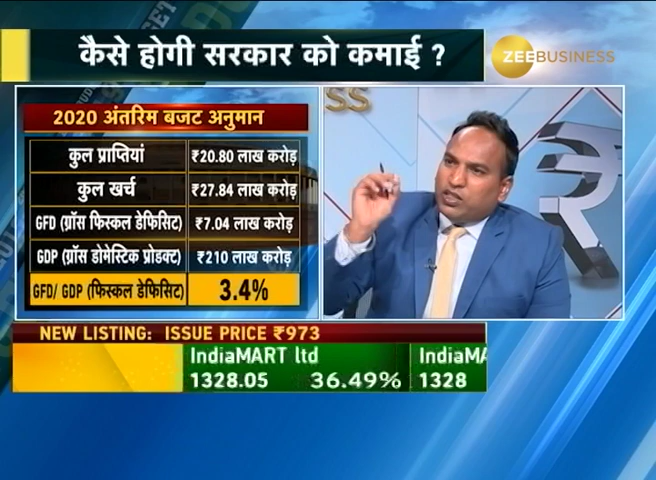 कैसे होगी सरकार को कमाई ?
ZEEBUSINESS
SS
2020 अंतरिम बजट अनुमान
कुल प्राप्तियां ₹20.80 लाख करोड़
कुल खर्च ₹27.84 लाख करोड़
GFD (ग्रॉस फिस्कल डेफिसिट) ₹7.04 लाख करोड़
GDP (ग्रॉस डोमेस्टिक प्रोडक्ट) ₹210 लाख करोड़
GFD/ GDP (फिस्कल डेफिसिट) 3.4%
NEW LISTING: ISSUE PRICE ₹973
IndiaMART ltd IndiaMA
1328.05 36.49% 1328